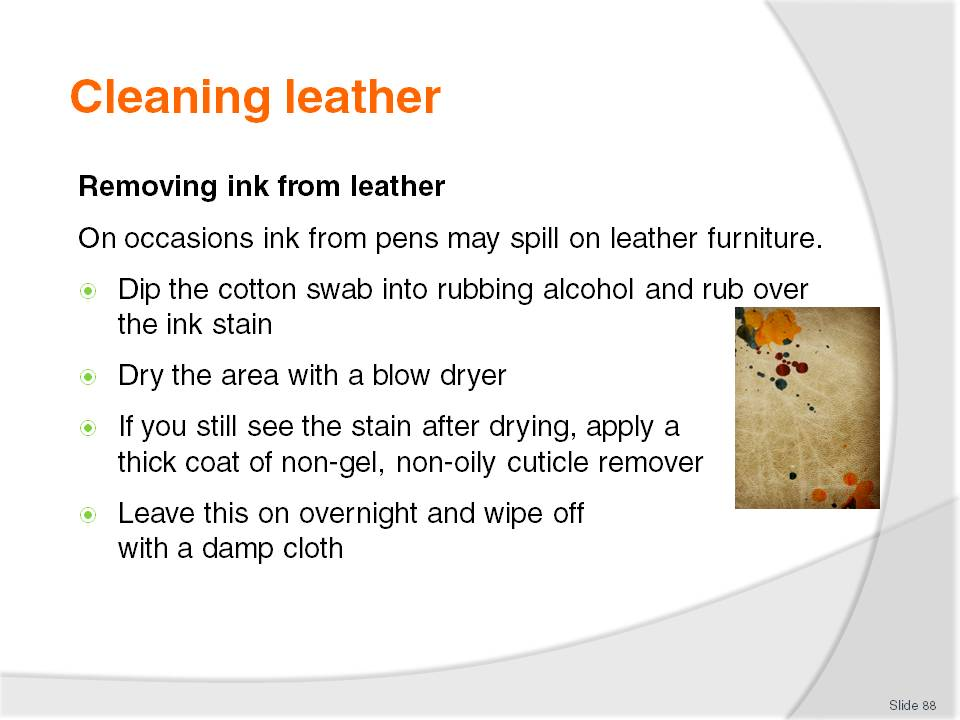 Cleaning leather
Removing ink from leather
On occasions ink from pens may spill on leather furniture.
Dip the cotton swab into rubbing alcohol and rub over
the ink stain
Dry the area with a blow dryer
If you still see the stain after drying, apply a
thick coat of non-gel, non-oily cuticle remover
Leave this on overnight and wipe off
with a damp cloth
Slide 88